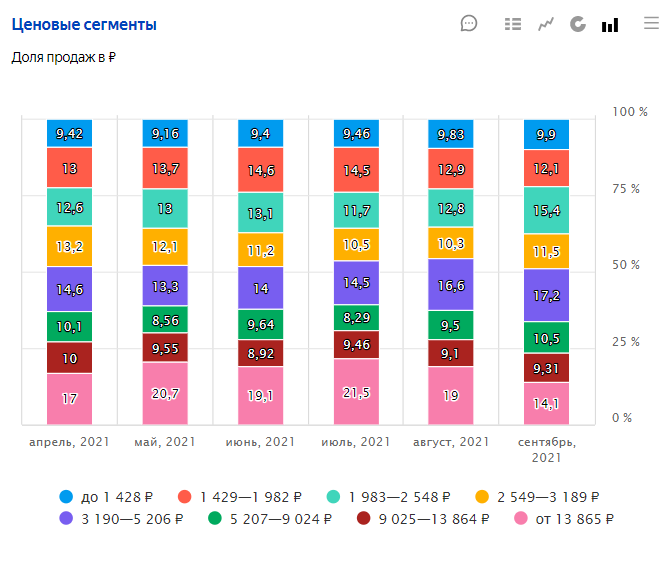 Ценовые сегменты
Доля продаж в ₽
100 %
75 %
50 %
25 %
0 %
9,42 9,16 9,4 9,46 9,83 9,9
13 13,7 14,6 14,5 12,9 12,1
12,6 13 13,1 11,7 12,8 15,4
13,2 12,1 11,2 10,5 10,3 11,5
14,6 13,3 14 14,5 16,6 17,2
10,1 8,56 9,64 8,29 9,5 10,5
10 9,55 8,92 9,46 9,1 9,31
17 20,7 19,1 21,5 19 14,1
апрель, 2021 май, 2021 июнь, 2021 июль, 2021 август, 2021 сентябрь,
2021
до 1 428 ₽ 1 429—1 982 ₽ 1 983—2 548 ₽ 2 549—3 189 ₽
3 190—5 206 ₽ 5 207—9 024 ₽ 9 025—13 864 ₽ от 13 865 ₽